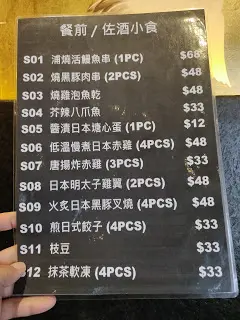 餐前 / 佐酒小食
S01 浦燒活鰻魚串 (1PC) $68
S02 燒黑豚肉串 (2PCS) $48
S03 燒雞泡魚乾 $48
S04 芥辣八爪魚 $33
S05 醬漬日本塘心蛋 (1PC) $12
S06 低溫慢煮日本赤雞 (4PCS) $48
S07 唐揚炸赤雞 (3PCS) $33
S08 日本明太子雞翼 (2PCS) $48
S09 火炙日本黑豚叉燒 (4PCS) $48
S10 煎日式餃子 (4PCS) $33
S11 枝豆 $33
S12 抹茶軟凍 (4PCS) $33